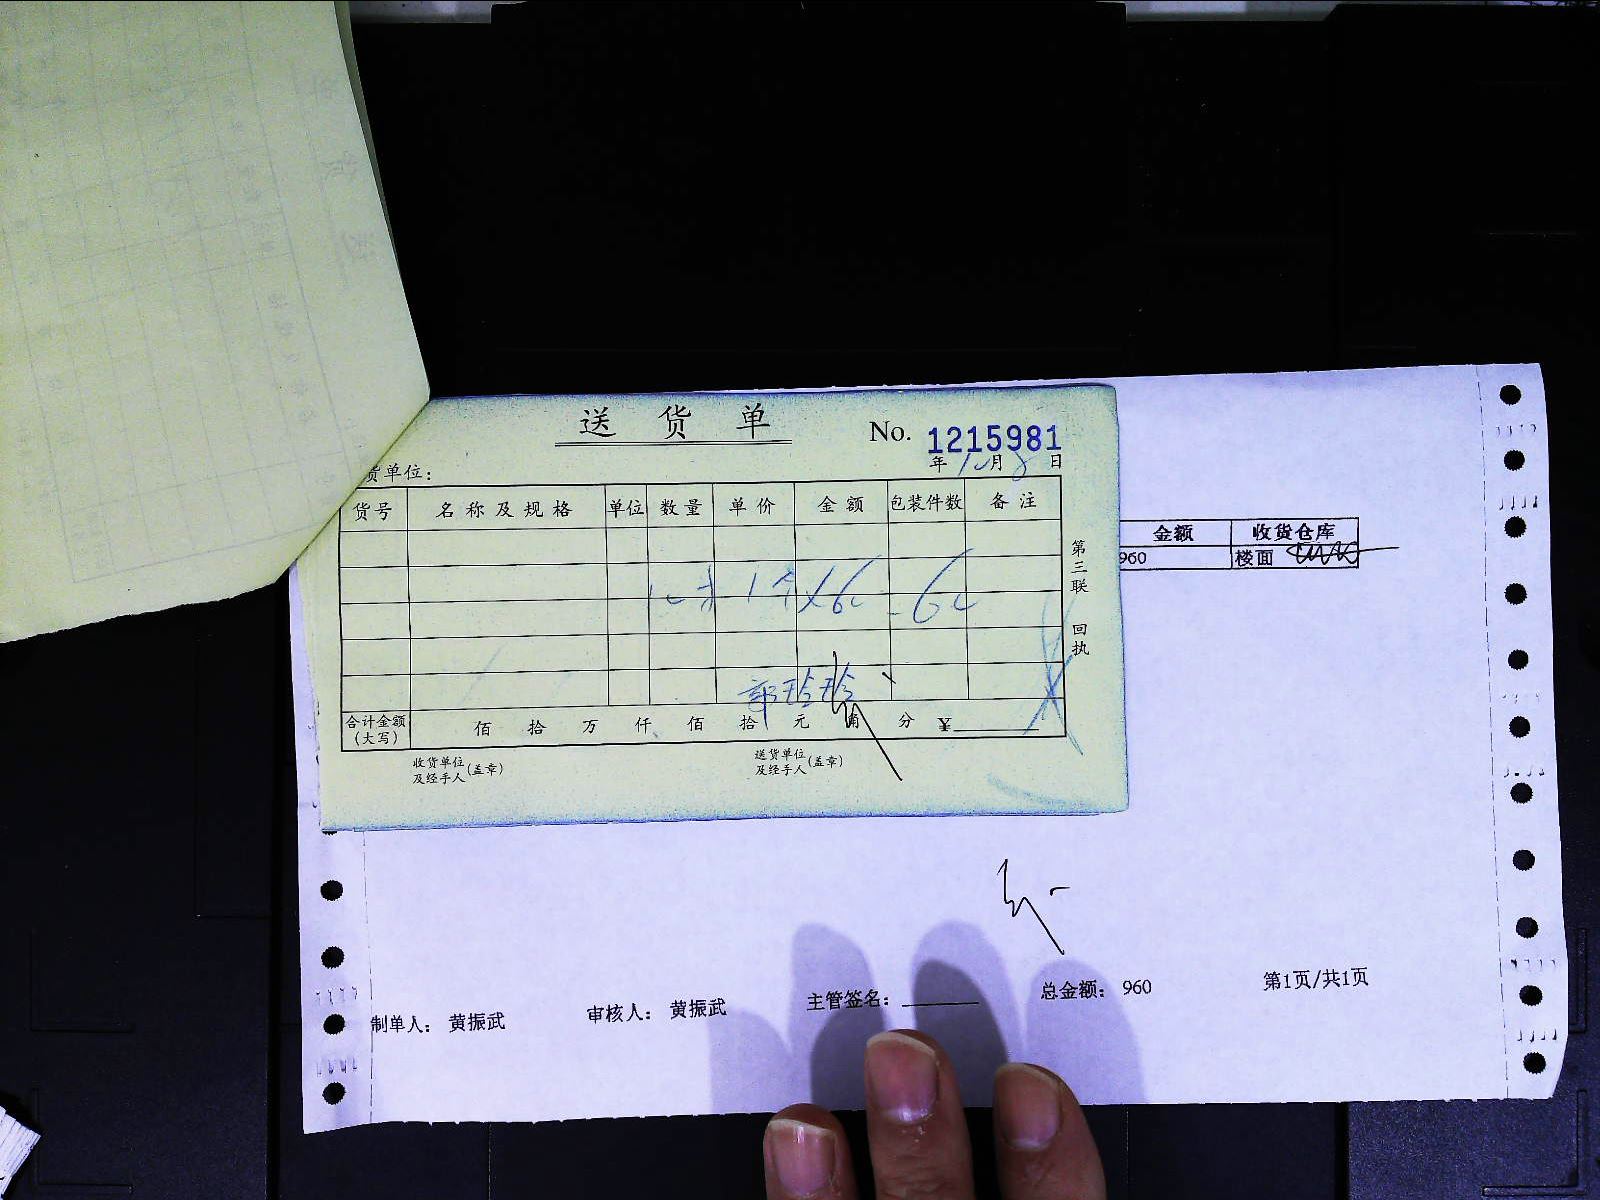 送 货 单
No. 1215981
年 10 月 8 日
货单位：
货号 名称及规格 单位 数量 单价 金额 包装件数 备注
郭玲玲
合计金额（大写） 佰 拾 万 仟 佰 拾 元 角 分 ￥
收货单位及经手人（盖章） 送货单位及经手人（盖章）
第三联 回执
金额 收货仓库
960 楼面
制单人： 黄振武 审核人： 黄振武 主管签名： 总金额： 960 第1页/共1页